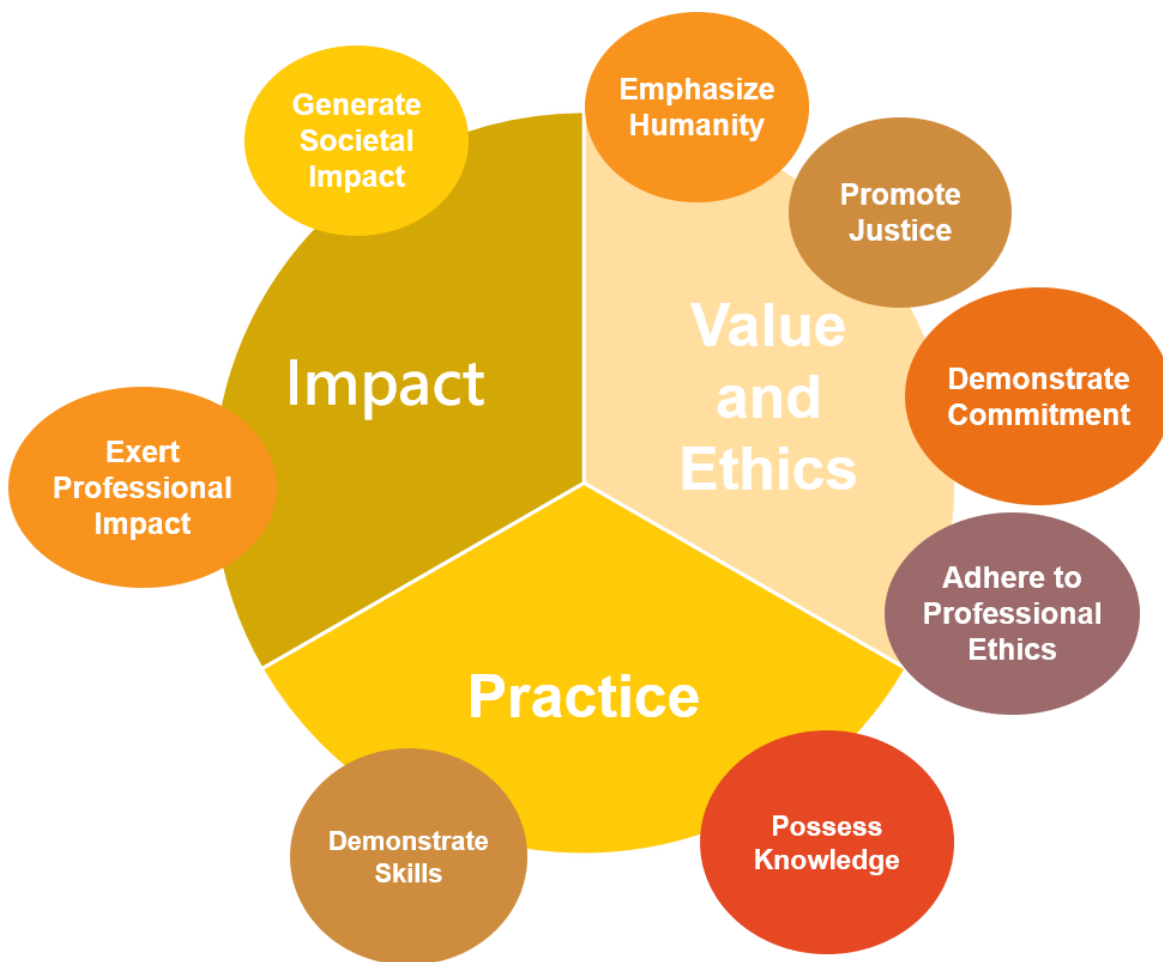 Generate
Societal
Impact
Emphasize
Humanity
Promote
Justice
Value
and
Ethics
Impact
Demonstrate
Commitment
Exert
Professional
Impact
Adhere to
Professional
Ethics
Practice
Demonstrate
Skills
Possess
Knowledge